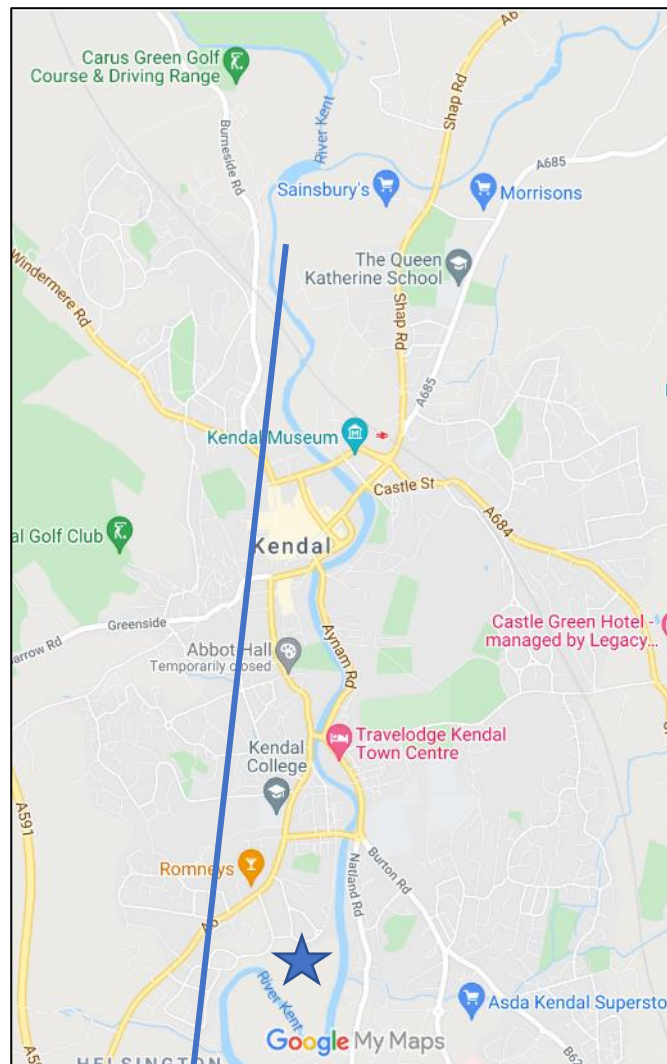 A6
Carus Green Golf
Course & Driving Range
Burneside Rd
River Kent
Shap Rd
A685
Sainsbury's
Morrisons
Windermere Rd
The Queen
Katherine School
Shap Rd
A685
Kendal Museum
Castle St
A684
al Golf Club
Kendal
Greenside
Castle Green Hotel -
managed by Legacy...
arrow Rd
Abbot Hall
Temporarily closed
Aynam Rd
Travelodge Kendal
Town Centre
Kendal
College
A591
Romneys
Natland Rd
Burton Rd
A6
River Kent
Asda Kendal Supersto
Google My Maps
HELSINGTON